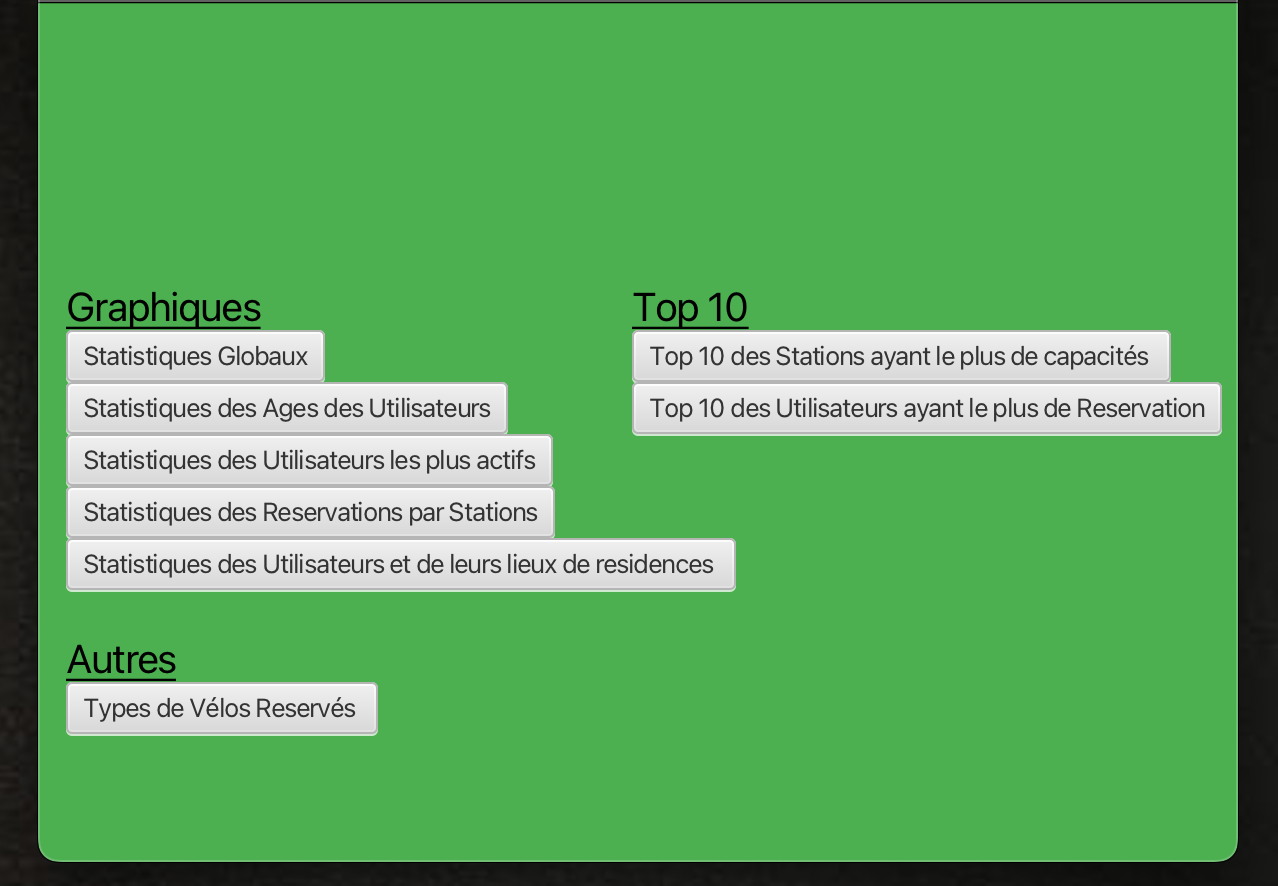 Graphiques
Statistiques Globaux
Statistiques des Ages des Utilisateurs
Statistiques des Utilisateurs les plus actifs
Statistiques des Reservations par Stations
Statistiques des Utilisateurs et de leurs lieux de residences
Top 10
Top 10 des Stations ayant le plus de capacités
Top 10 des Utilisateurs ayant le plus de Reservation
Autres
Types de Vélos Reservés